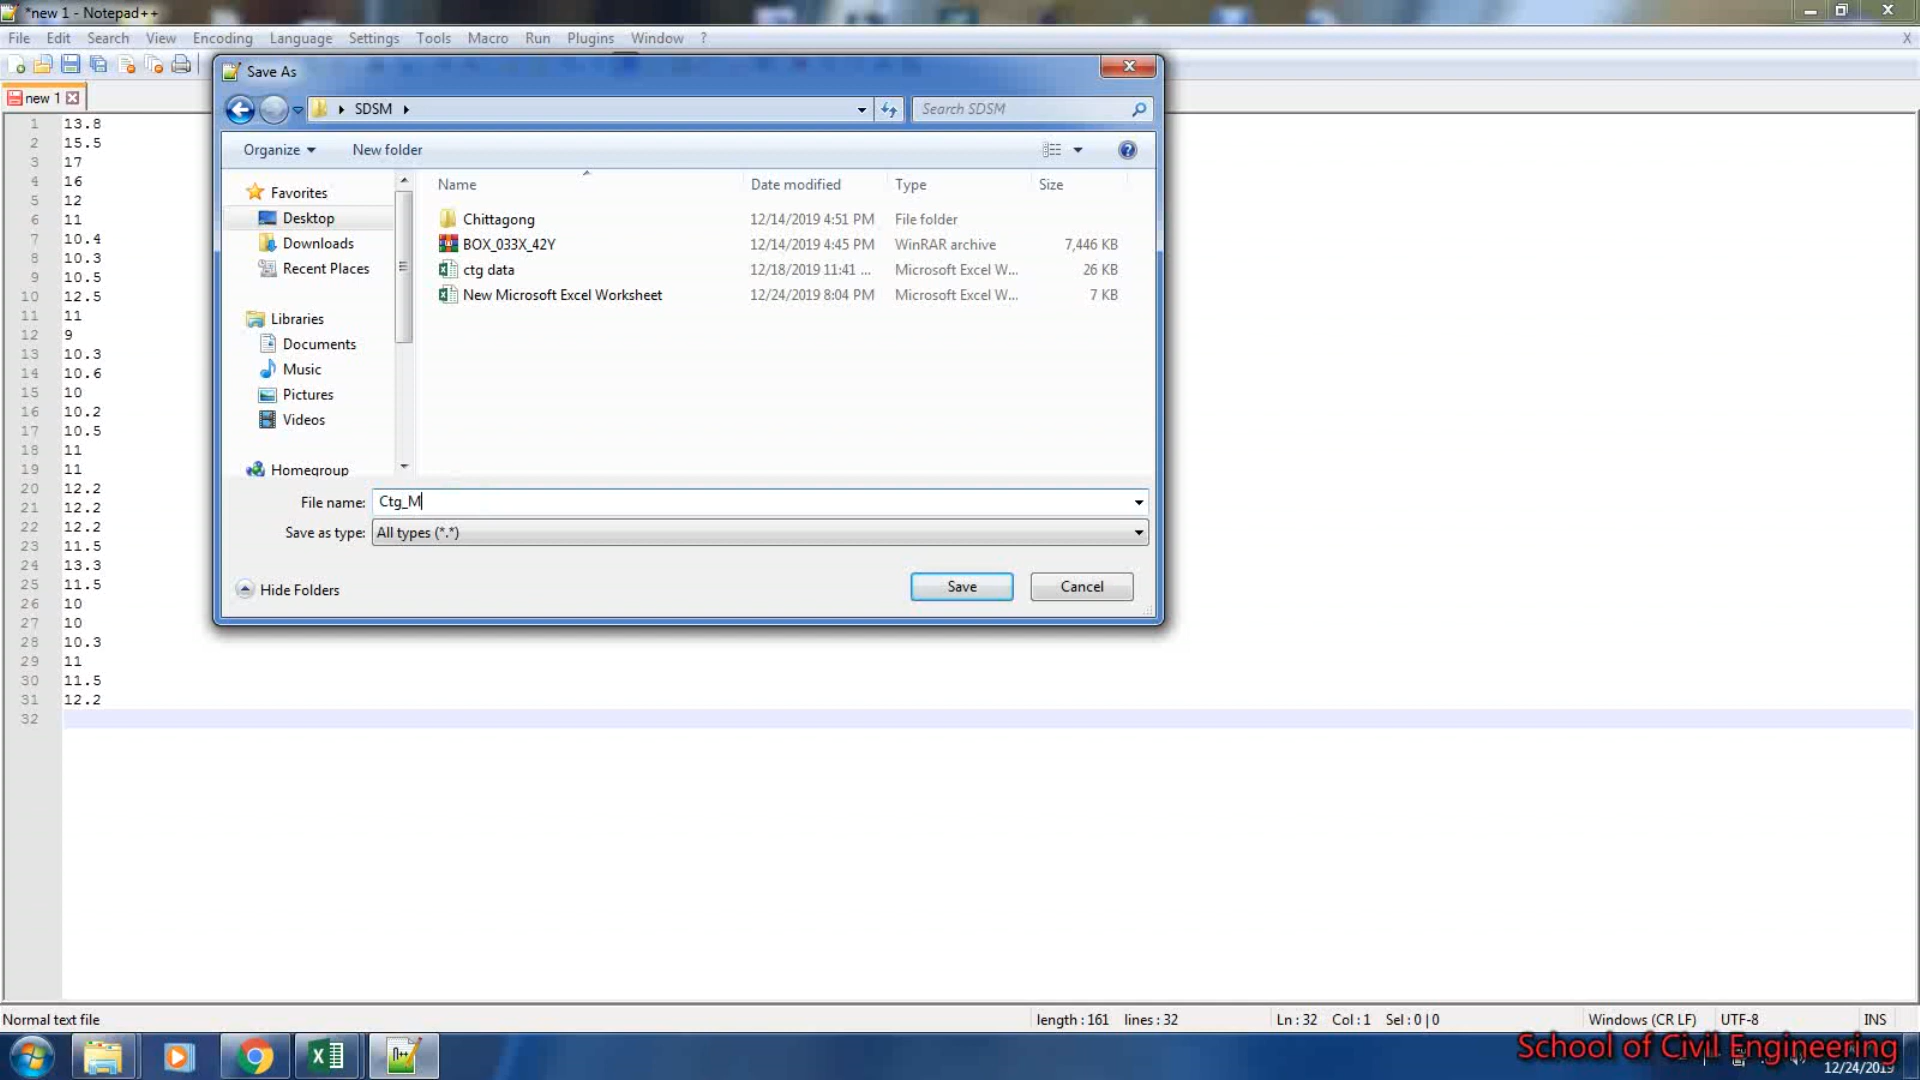 *new 1 - Notepad++
File Edit Search View Encoding Language Settings Tools Macro Run Plugins Window ?
X
new 1
Save As
SDSM
Search SDSM
Organize
New folder
Favorites
Desktop
Downloads
Recent Places
Libraries
Documents
Music
Pictures
Videos
Homegroup
Name Date modified Type Size
Chittagong 12/14/2019 4:51 PM File folder
BOX_033X_42Y 12/14/2019 4:45 PM WinRAR archive 7,446 KB
ctg data 12/18/2019 11:41 ... Microsoft Excel W... 26 KB
New Microsoft Excel Worksheet 12/24/2019 8:04 PM Microsoft Excel W... 7 KB
File name: Ctg_M
Save as type: All types (*.*)
Hide Folders
Save
Cancel
1 13.8
2 15.5
3 17
4 16
5 12
6 11
7 10.4
8 10.3
9 10.5
10 12.5
11 11
12 9
13 10.3
14 10.6
15 10
16 10.2
17 10.5
18 11
19 11
20 12.2
21 12.2
22 12.2
23 11.5
24 13.3
25 11.5
26 10
27 10
28 10.3
29 11
30 11.5
31 12.2
32
Normal text file
length : 161 lines : 32
Ln : 32 Col : 1 Sel : 0 | 0
Windows (CR LF)
UTF-8
INS
School of Civil Engineering
12/24/2019